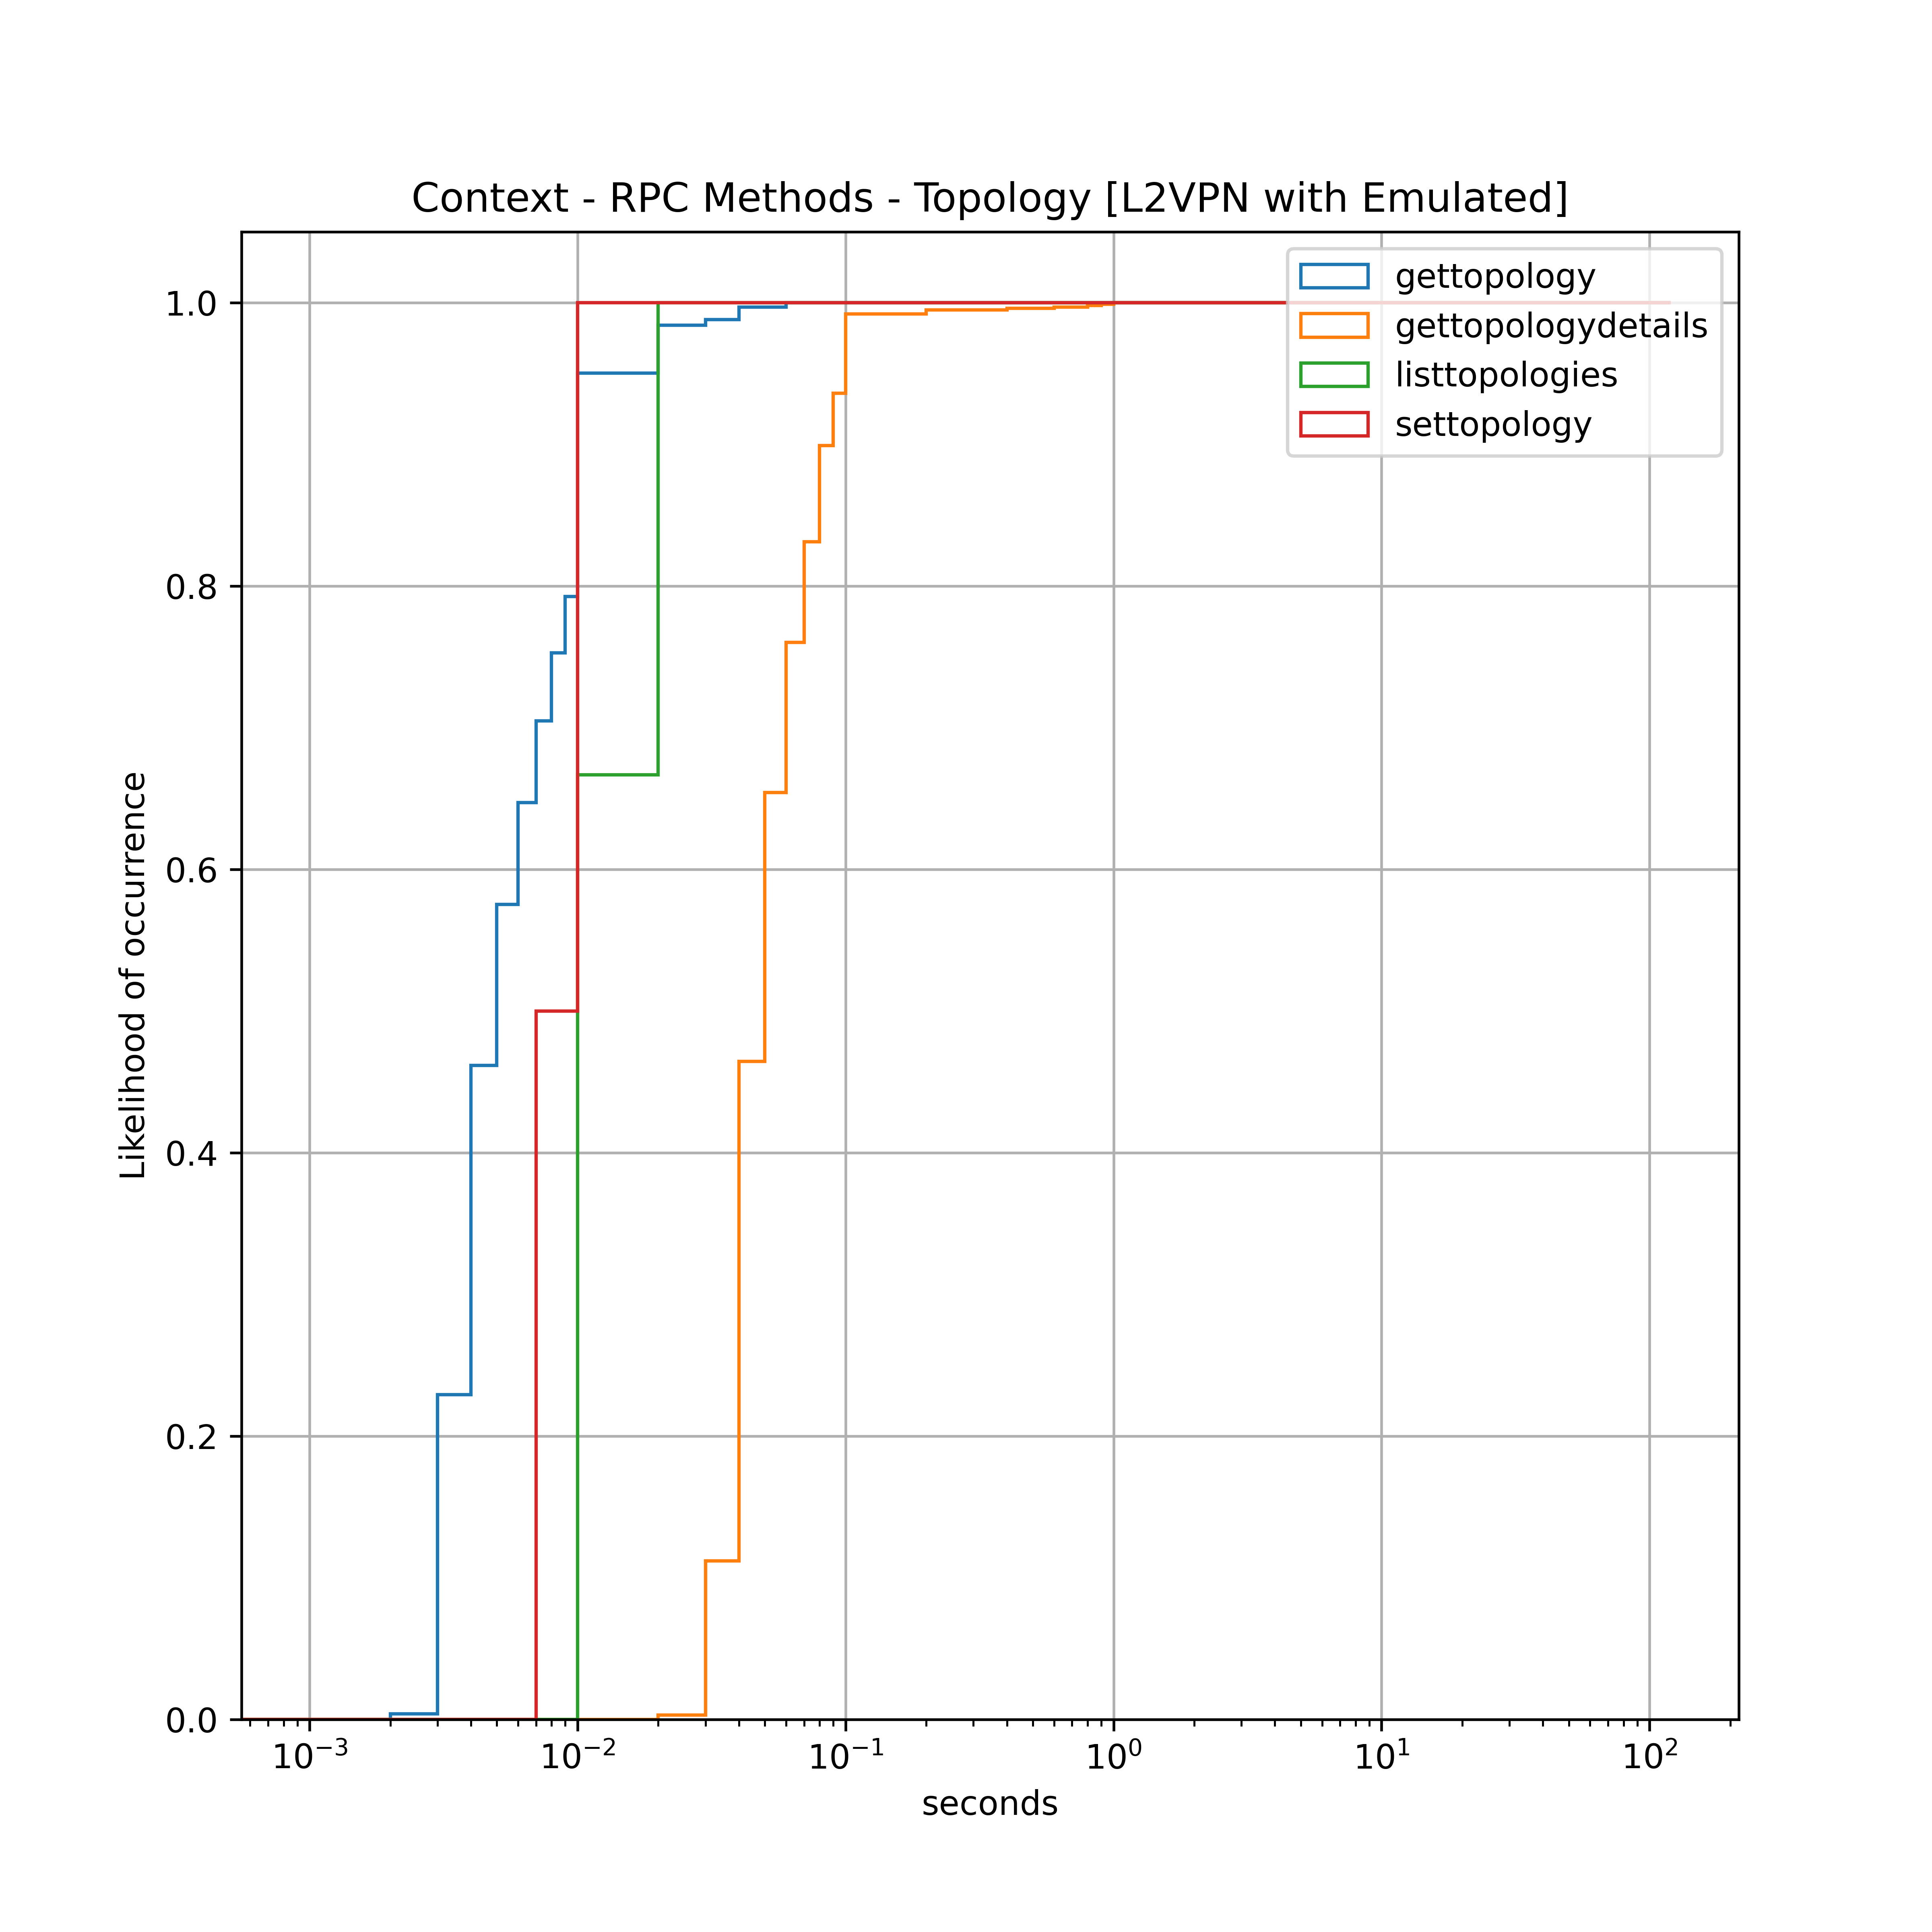 Context - RPC Methods - Topology [L2VPN with Emulated]
gettopology
gettopologydetails
listtopologies
settopology
Likelihood of occurrence
1.0
0.8
0.6
0.4
0.2
0.0
10⁻³ 10⁻² 10⁻¹ 10⁰ 10¹ 10²
seconds